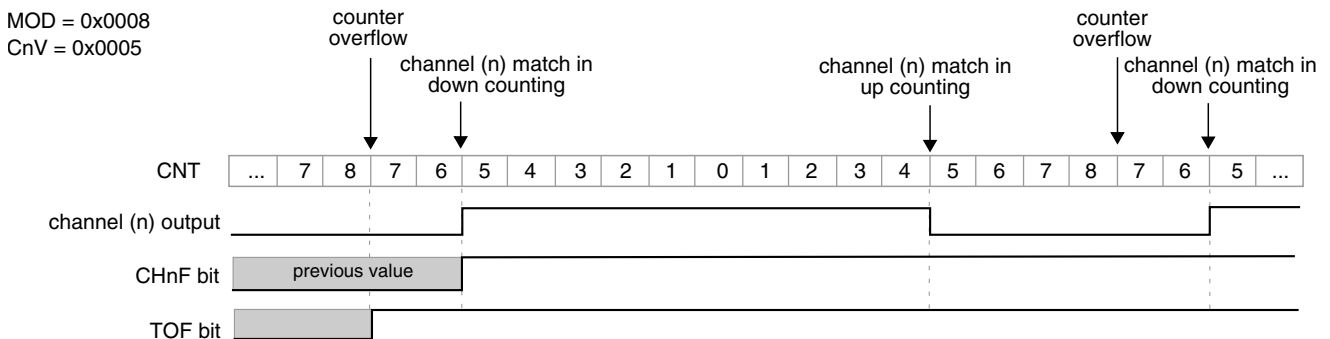 MOD = 0x0008
CnV = 0x0005
counter
overflow
channel (n) match in
down counting
channel (n) match in
up counting
counter
overflow
channel (n) match in
down counting
CNT ... 7 8 7 6 5 4 3 2 1 0 1 2 3 4 5 6 7 8 7 6 5 ...
channel (n) output
CHnF bit previous value
TOF bit